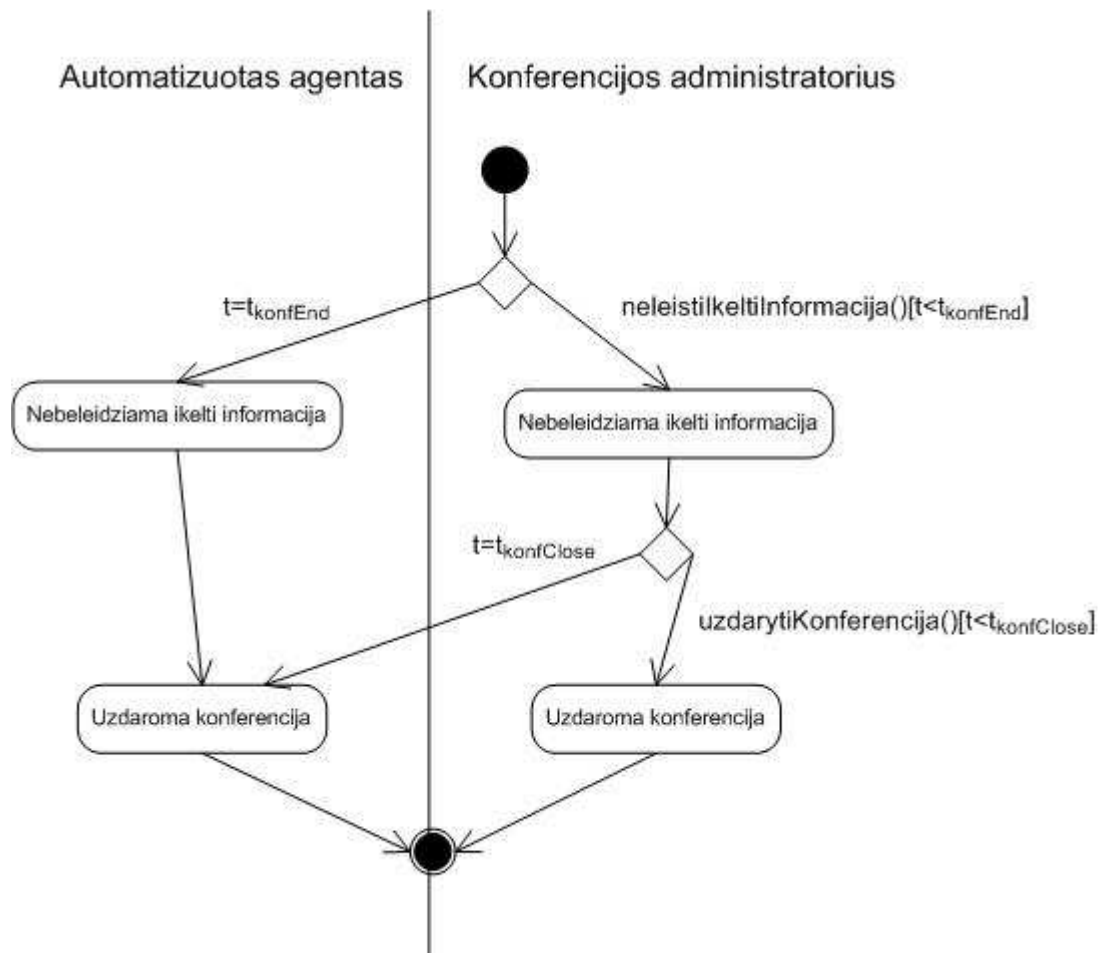 Automatizuotas agentas
Konferencijos administratorius
t=tkonfEnd
neleistiIkeltiInformacija()[t<tkonfEnd]
Nebeleidziama ikelti informacija
Nebeleidziama ikelti informacija
t=tkonfClose
uzdarytiKonferencija()[t<tkonfClose]
Uzdaroma konferencija
Uzdaroma konferencija